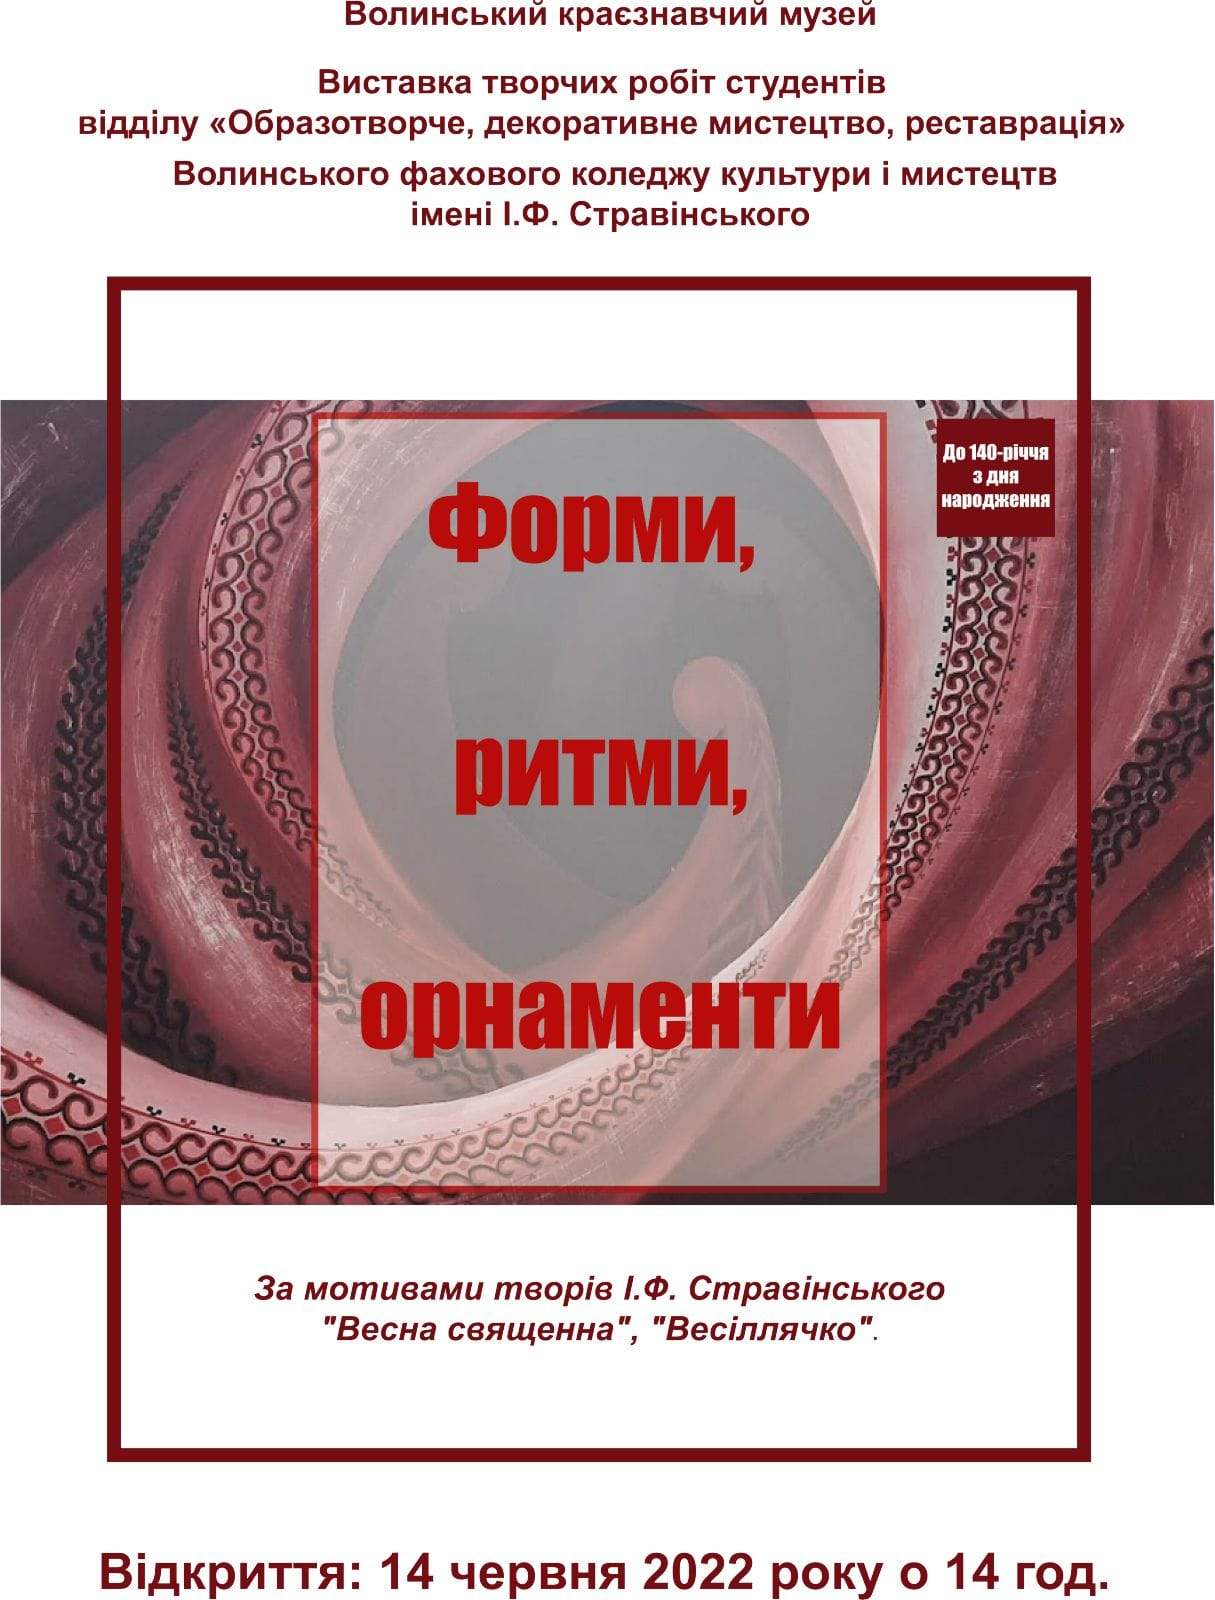 Волинський краєзнавчий музей
Виставка творчих робіт студентів
відділу «Образотворче, декоративне мистецтво, реставрація»
Волинського фахового коледжу культури і мистецтв
імені І.Ф. Стравінського
До 140-річчя
з дня
народження
Форми,
ритми,
орнаменти
За мотивами творів І.Ф. Стравінського
"Весна священна", "Весіллячко".
Відкриття: 14 червня 2022 року о 14 год.